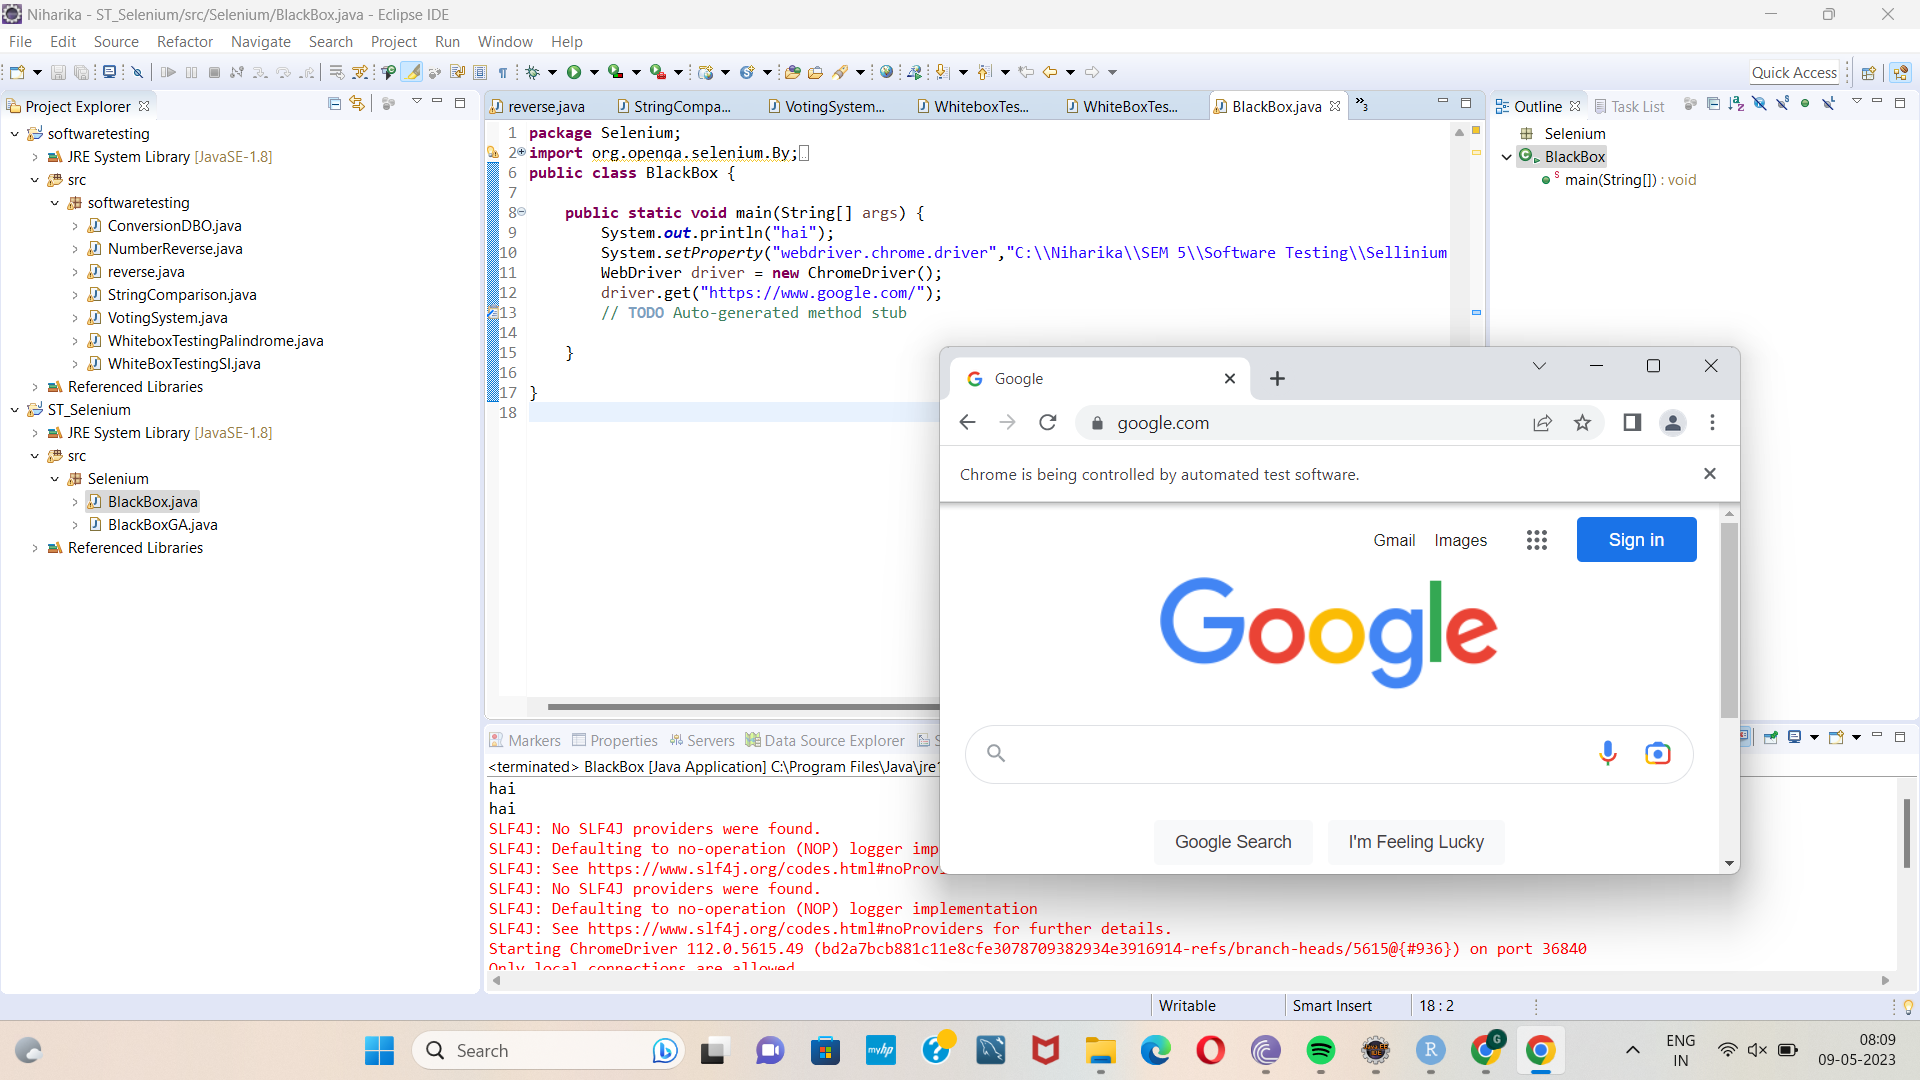 Niharika - ST_Selenium/src/Selenium/BlackBox.java - Eclipse IDE
File Edit Source Refactor Navigate Search Project Run Window Help
Quick Access
Project Explorer
softwaretesting
JRE System Library [JavaSE-1.8]
src
softwaretesting
ConversionDBO.java
NumberReverse.java
reverse.java
StringComparison.java
VotingSystem.java
WhiteboxTestingPalindrome.java
WhiteBoxTestingSI.java
Referenced Libraries
ST_Selenium
JRE System Library [JavaSE-1.8]
src
Selenium
BlackBox.java
BlackBoxGA.java
Referenced Libraries
reverse.java StringCompa... VotingSystem... WhiteboxTes... WhiteBoxTes... BlackBox.java »3
1 package Selenium;
2 import org.openqa.selenium.By;
6 public class BlackBox {
7
8 public static void main(String[] args) {
9 System.out.println("hai");
10 System.setProperty("webdriver.chrome.driver","C:\\Niharika\\SEM 5\\Software Testing\\Sellinium
11 WebDriver driver = new ChromeDriver();
12 driver.get("https://www.google.com/");
13 // TODO Auto-generated method stub
14
15 }
16
17 }
18
Outline Task List
Selenium
BlackBox
main(String[]) : void
Google
google.com
Chrome is being controlled by automated test software.
Gmail Images Sign in
Google
Google Search I'm Feeling Lucky
Markers Properties Servers Data Source Explorer S
<terminated> BlackBox [Java Application] C:\Program Files\Java\jre
hai
hai
SLF4J: No SLF4J providers were found.
SLF4J: Defaulting to no-operation (NOP) logger imp
SLF4J: See https://www.slf4j.org/codes.html#noProvi
SLF4J: No SLF4J providers were found.
SLF4J: Defaulting to no-operation (NOP) logger implementation
SLF4J: See https://www.slf4j.org/codes.html#noProviders for further details.
Starting ChromeDriver 112.0.5615.49 (bd2a7bcb881c11e8cfe3078709382934e3916914-refs/branch-heads/5615@{#936}) on port 36840
Only local connections are allowed
Writable Smart Insert 18 : 2
Search
myhp
R
G
ENG
IN
08:09
09-05-2023